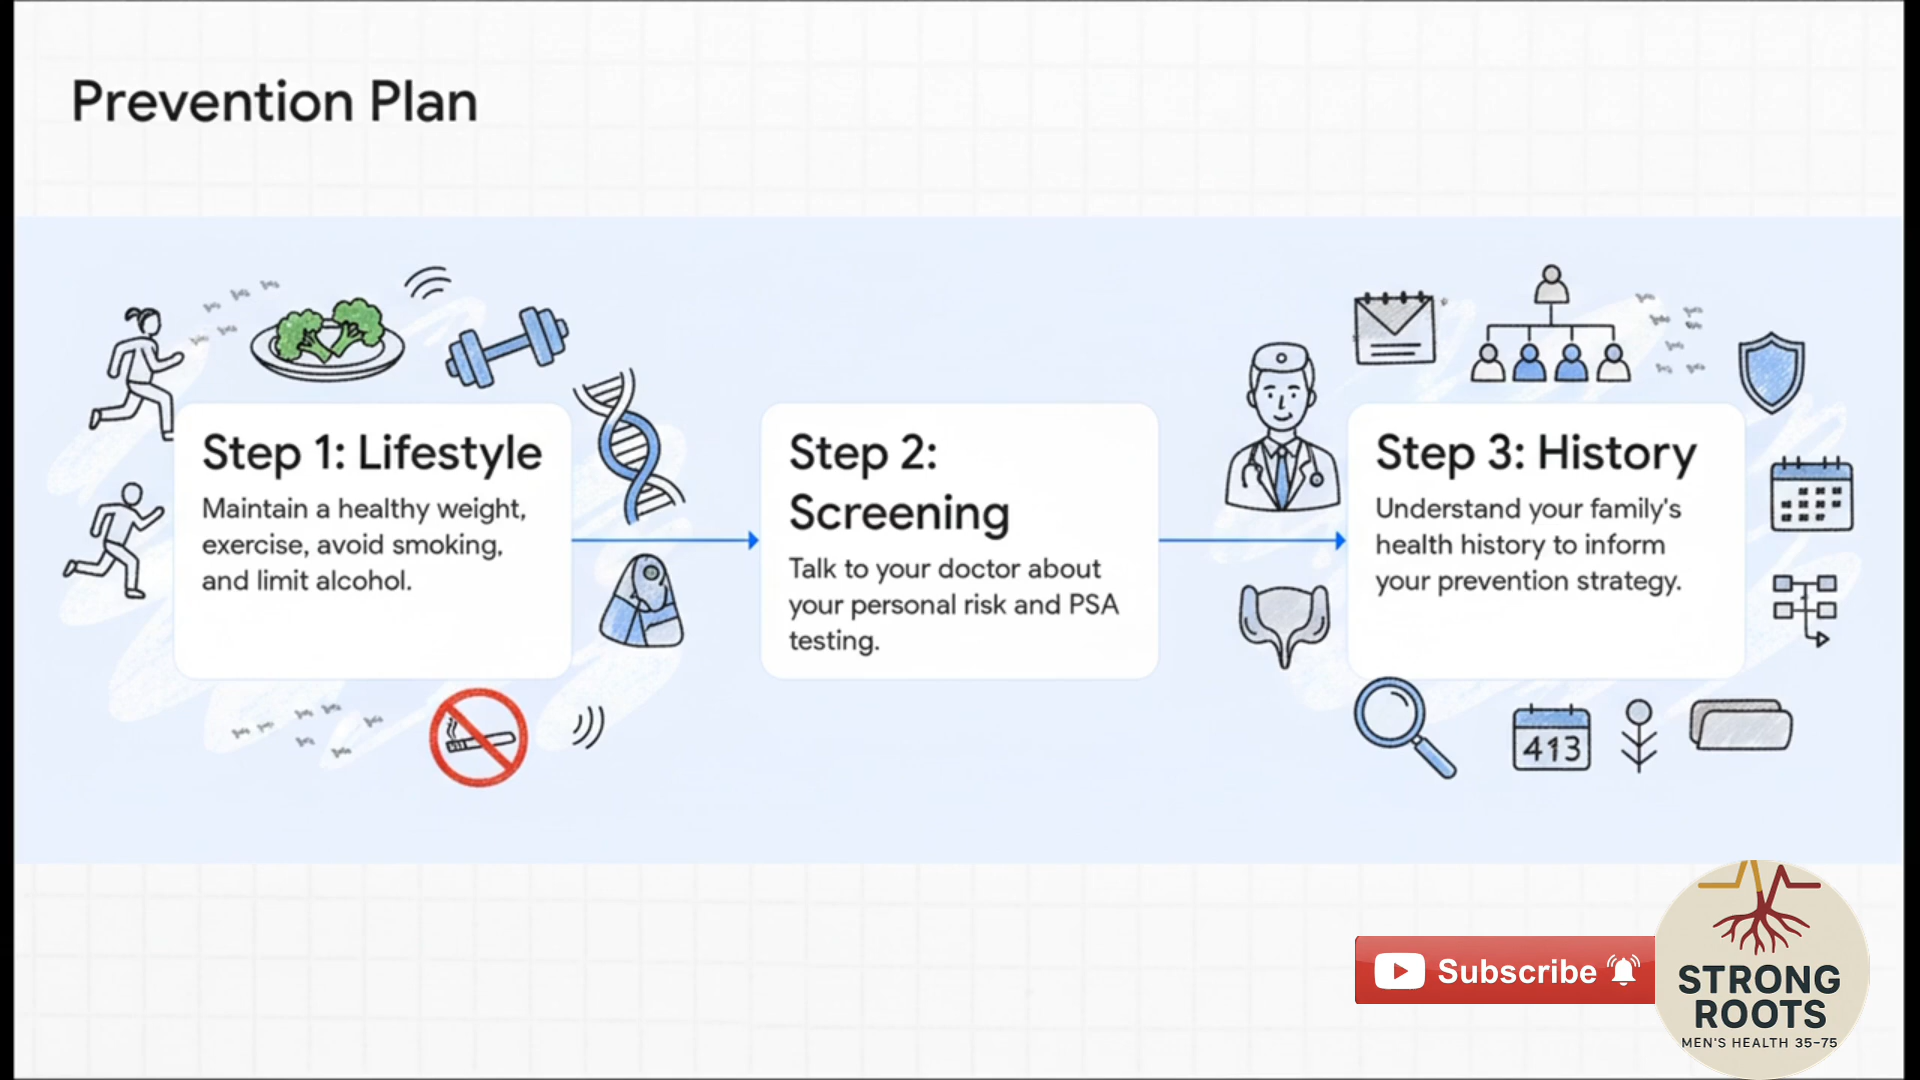 Prevention Plan
Step 1: Lifestyle
Maintain a healthy weight,
exercise, avoid smoking,
and limit alcohol.
Step 2:
Screening
Talk to your doctor about
your personal risk and PSA
testing.
Step 3: History
Understand your family's
health history to inform
your prevention strategy.
413
Subscribe
STRONG
ROOTS
MEN'S HEALTH 35-75